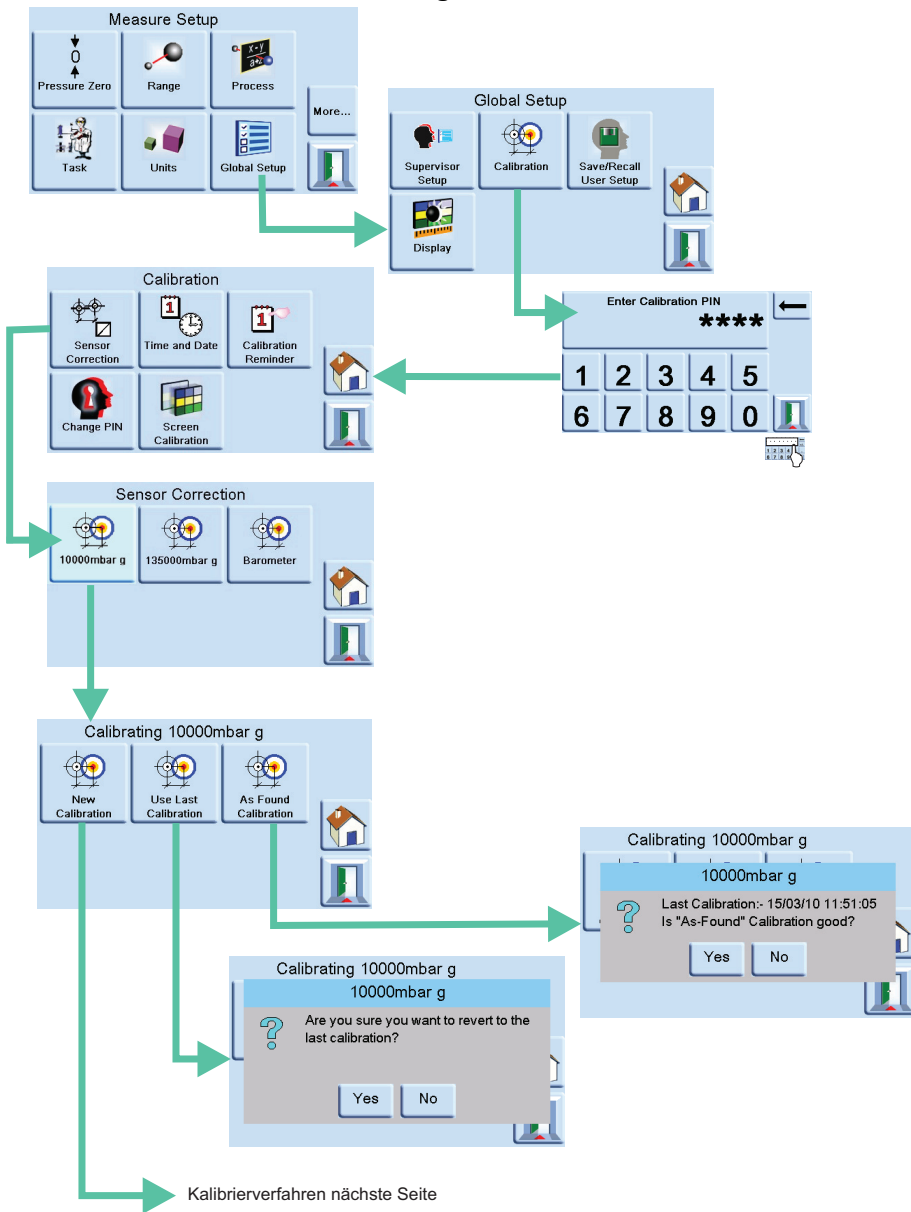 Measure Setup
0
Pressure Zero
Range
x-y
a+z
Process
More...
Task
Units
Global Setup
Global Setup
Supervisor
Setup
Calibration
Save/Recall
User Setup
Display
Enter Calibration PIN
****
1 2 3 4 5
6 7 8 9 0
Calibration
Sensor
Correction
1
Time and Date
1
Calibration
Reminder
Change PIN
Screen
Calibration
Sensor Correction
10000mbar g
135000mbar g
Barometer
Calibrating 10000mbar g
New
Calibration
Use Last
Calibration
As Found
Calibration
Calibrating 10000mbar g
10000mbar g
Last Calibration:- 15/03/10 11:51:05
Is "As-Found" Calibration good?
Yes No
Calibrating 10000mbar g
10000mbar g
Are you sure you want to revert to the
last calibration?
Yes No
Kalibrierverfahren nächste Seite